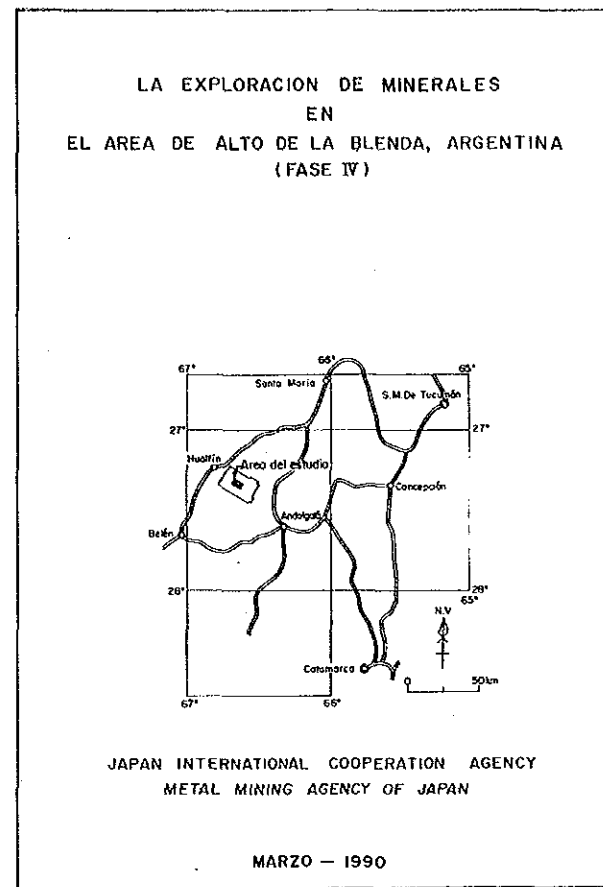 LA EXPLORACION DE MINERALES
EN
EL AREA DE ALTO DE LA BLENDA, ARGENTINA
(FASE IV)
67° 66° 65°
Santa María
S.M.De Tucumán
27° 27°
Hualfín
Area del estudio
Concepción
Andalgalá
Belén
28° 28°
65°
N.V
Catamarca
0 50km
67° 66°
JAPAN INTERNATIONAL COOPERATION AGENCY
METAL MINING AGENCY OF JAPAN
MARZO — 1990